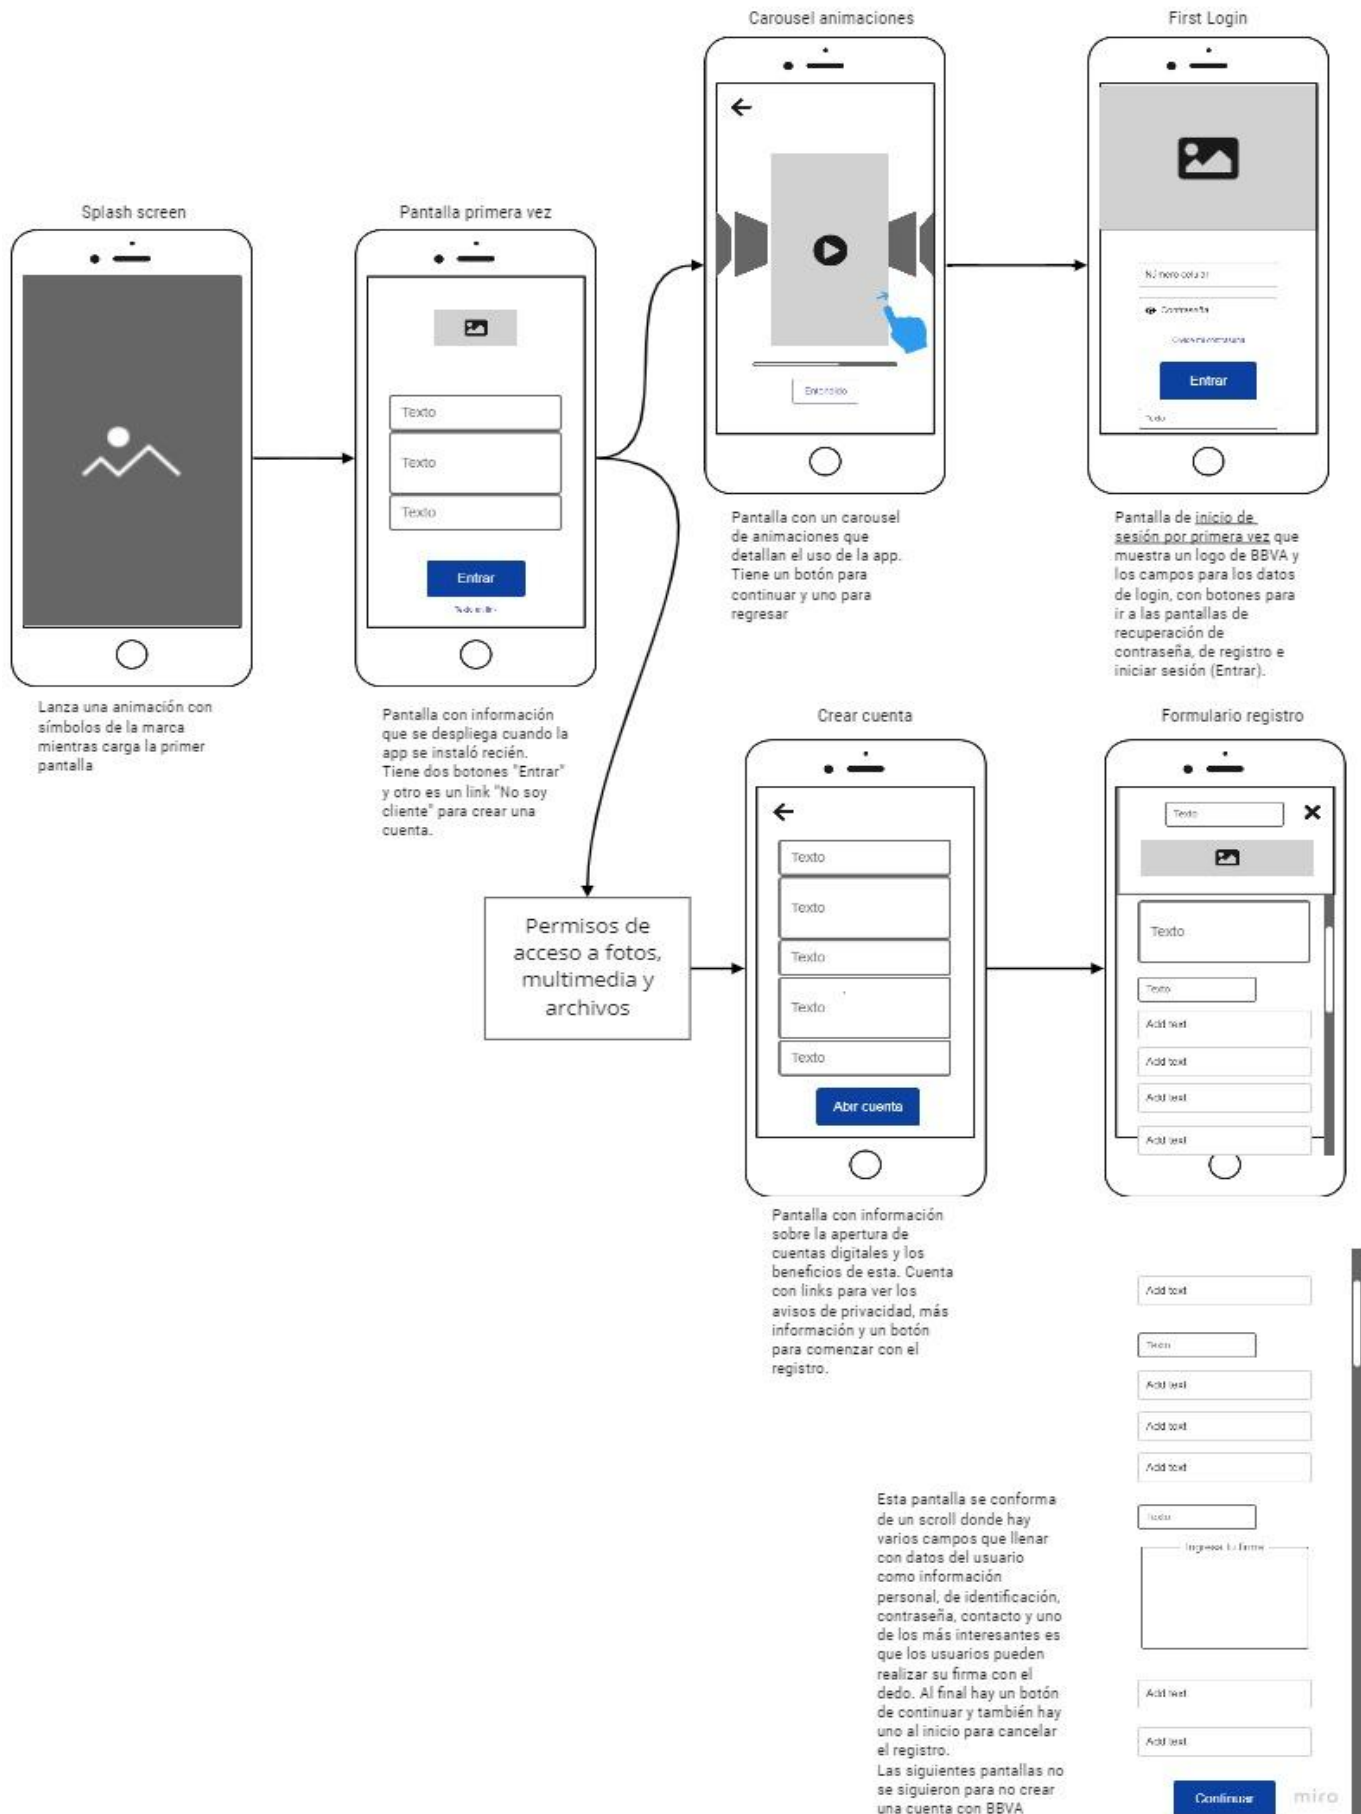 Carousel animaciones
First Login
Splash screen
Pantalla primera vez
Texto
Texto
Texto
Entrar
Número celular
Contraseña
Entrar
Texto
Pantalla con un carousel
de animaciones que
detallan el uso de la app.
Tiene un botón para
continuar y uno para
regresar
Pantalla de inicio de
sesión por primera vez que
muestra un logo de BBVA y
los campos para los datos
de login, con botones para
ir a las pantallas de
recuperación de
contraseña, de registro e
iniciar sesión (Entrar).
Lanza una animación con
símbolos de la marca
mientras carga la primer
pantalla
Pantalla con información
que se despliega cuando la
app se instaló recién.
Tiene dos botones "Entrar"
y otro es un link "No soy
cliente" para crear una
cuenta.
Crear cuenta
Formulario registro
Permisos de
acceso a fotos,
multimedia y
archivos
Texto
Texto
Texto
Texto
Texto
Abir cuenta
Texto
Texto
Texto
Add text
Add text
Add text
Add text
Pantalla con información
sobre la apertura de
cuentas digitales y los
beneficios de esta. Cuenta
con links para ver los
avisos de privacidad, más
información y un botón
para comenzar con el
registro.
Add text
Texto
Add text
Add text
Add text
Texto
Ingresa tu firma
Add text
Add text
Continuar
Esta pantalla se conforma
de un scroll donde hay
varios campos que llenar
con datos del usuario
como información
personal, de identificación,
contraseña, contacto y uno
de los más interesantes es
que los usuarios pueden
realizar su firma con el
dedo. Al final hay un botón
de continuar y también hay
uno al inicio para cancelar
el registro.
Las siguientes pantallas no
se siguieron para no crear
una cuenta con BBVA
miro